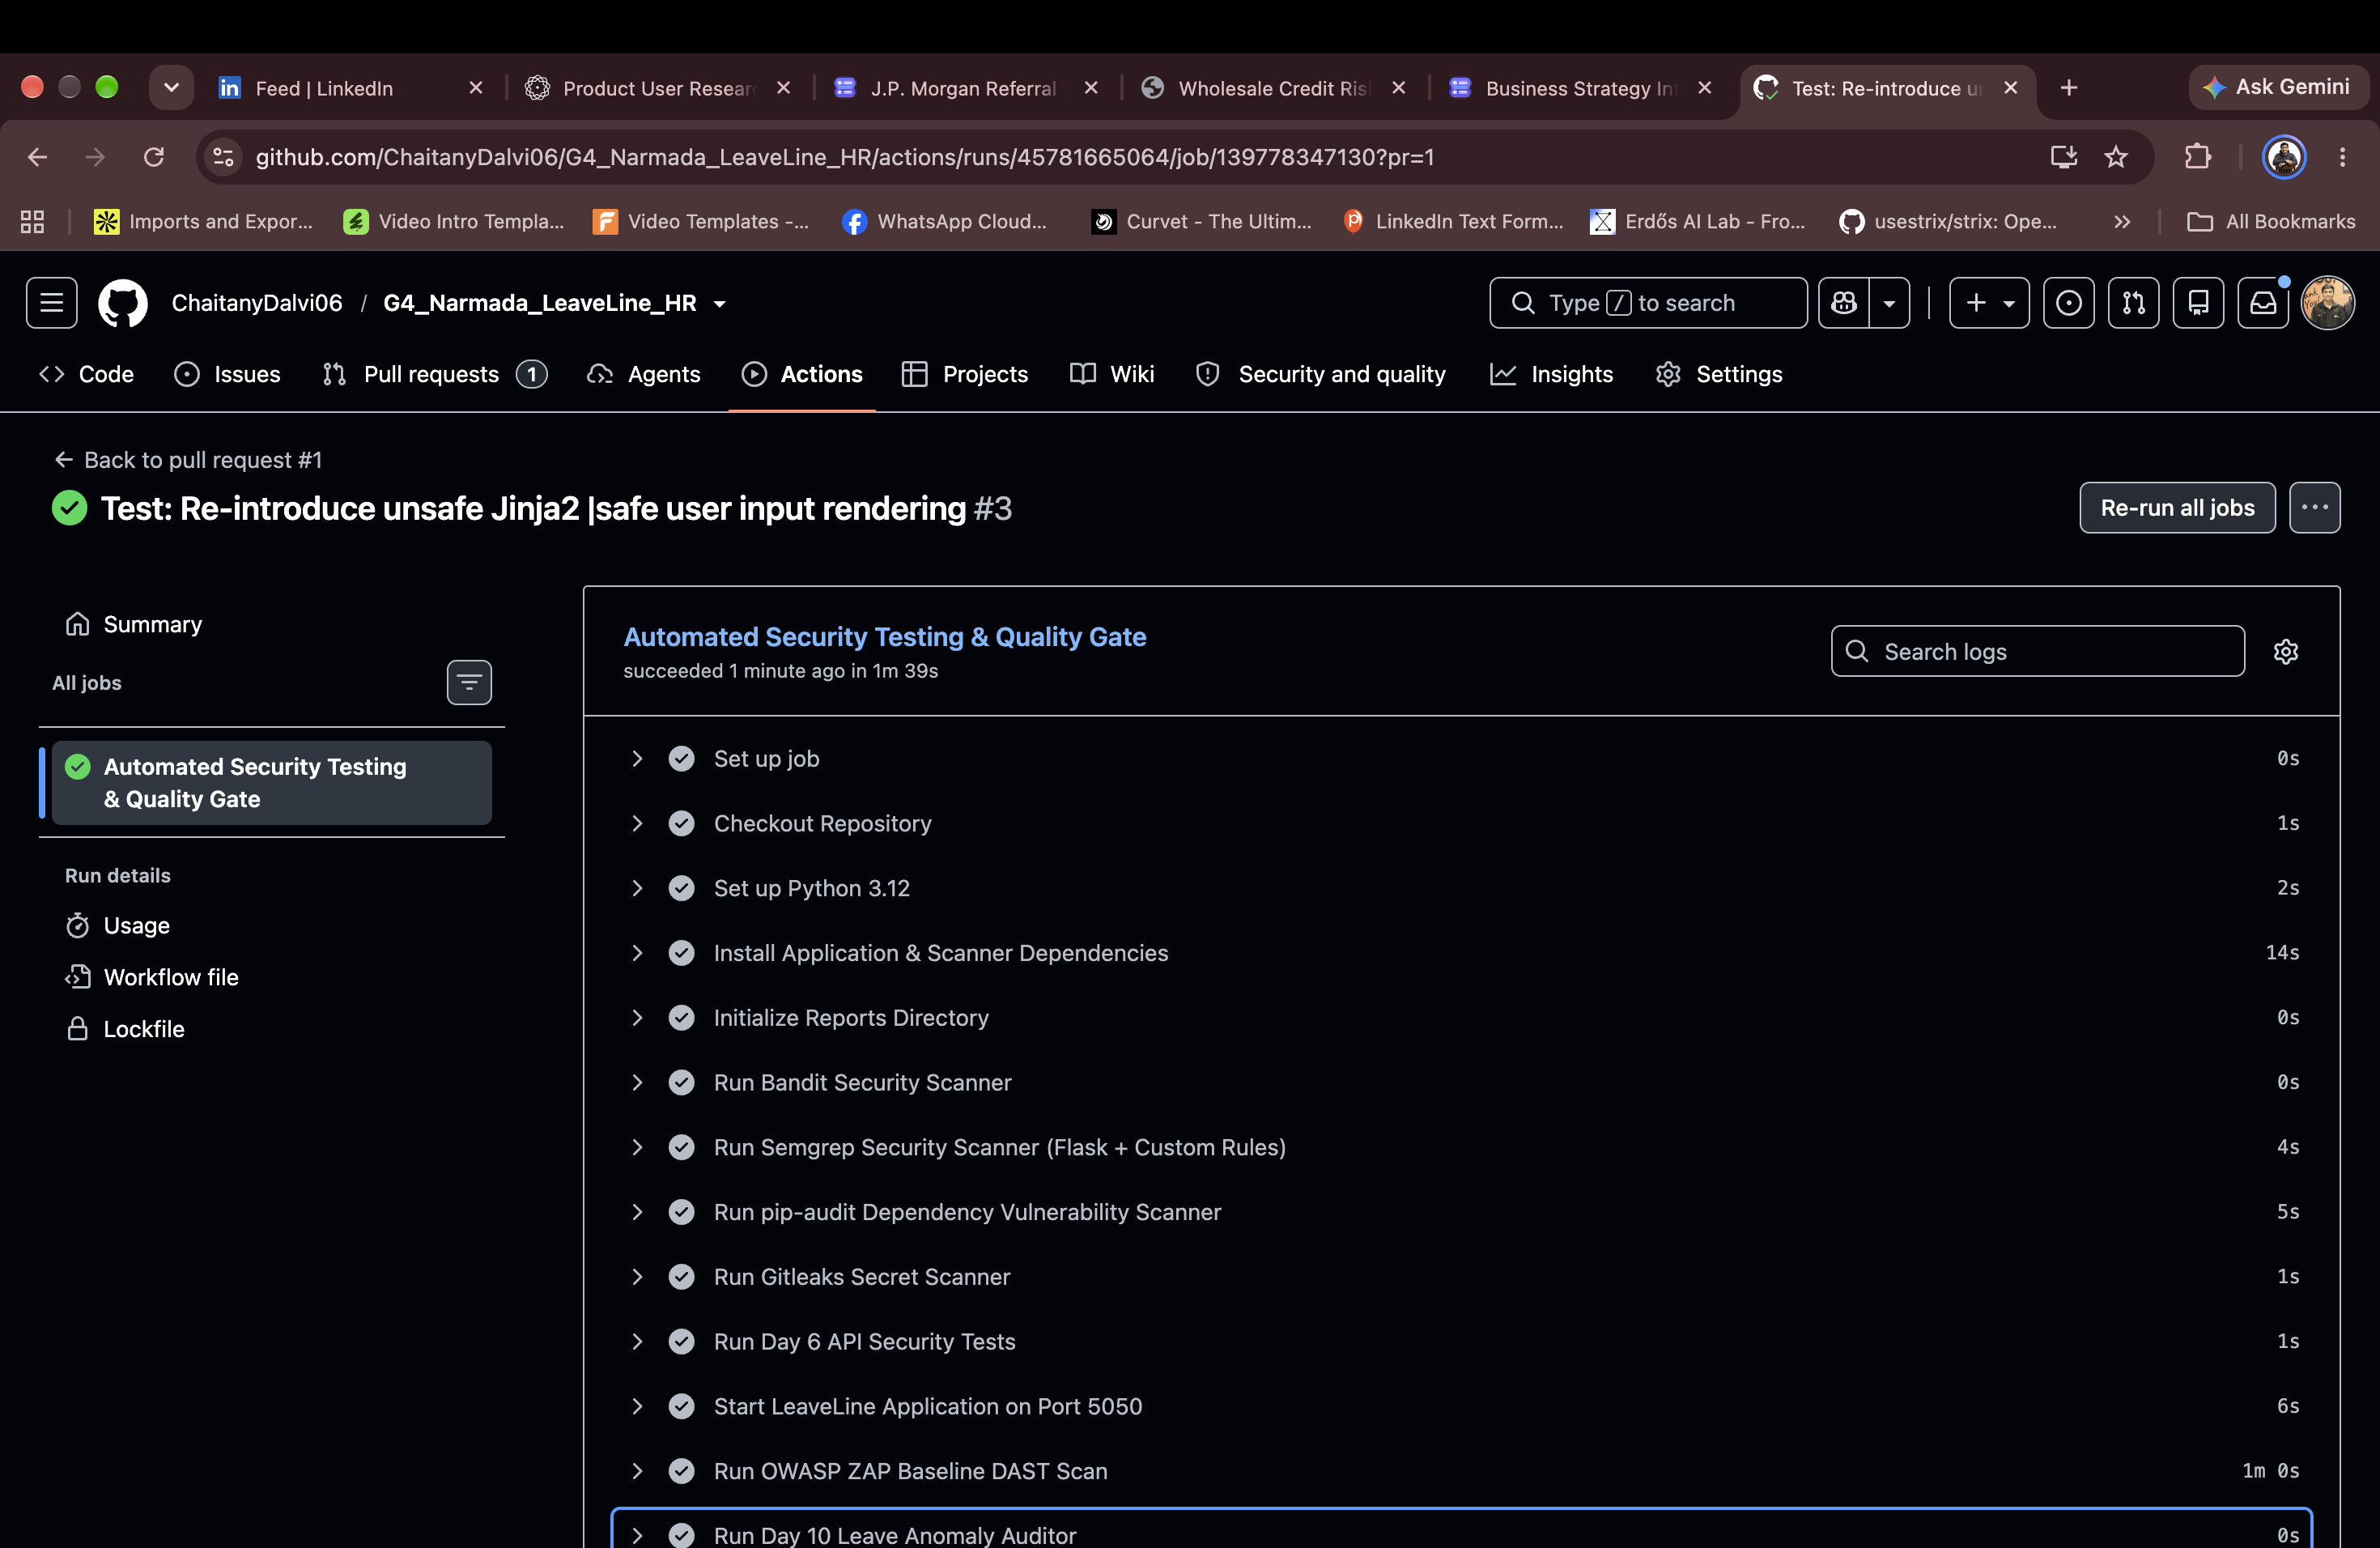 Feed | LinkedIn
Product User Resear
J.P. Morgan Referral
Wholesale Credit Ris
Business Strategy In
Test: Re-introduce u
Ask Gemini
github.com/ChaitanyDalvi06/G4_Narmada_LeaveLine_HR/actions/runs/45781665064/job/139778347130?pr=1
Imports and Expor...
Video Intro Templa...
Video Templates -...
WhatsApp Cloud...
Curvet - The Ultim...
LinkedIn Text Form...
Erdős AI Lab - Fro...
usestrix/strix: Ope...
All Bookmarks
ChaitanyDalvi06 / G4_Narmada_LeaveLine_HR
Type / to search
Code
Issues
Pull requests 1
Agents
Actions
Projects
Wiki
Security and quality
Insights
Settings
Back to pull request #1
Test: Re-introduce unsafe Jinja2 |safe user input rendering #3
Re-run all jobs
Summary
All jobs
Automated Security Testing
& Quality Gate
Run details
Usage
Workflow file
Lockfile
Automated Security Testing & Quality Gate
succeeded 1 minute ago in 1m 39s
Search logs
Set up job 0s
Checkout Repository 1s
Set up Python 3.12 2s
Install Application & Scanner Dependencies 14s
Initialize Reports Directory 0s
Run Bandit Security Scanner 0s
Run Semgrep Security Scanner (Flask + Custom Rules) 4s
Run pip-audit Dependency Vulnerability Scanner 5s
Run Gitleaks Secret Scanner 1s
Run Day 6 API Security Tests 1s
Start LeaveLine Application on Port 5050 6s
Run OWASP ZAP Baseline DAST Scan 1m 0s
Run Day 10 Leave Anomaly Auditor 0s